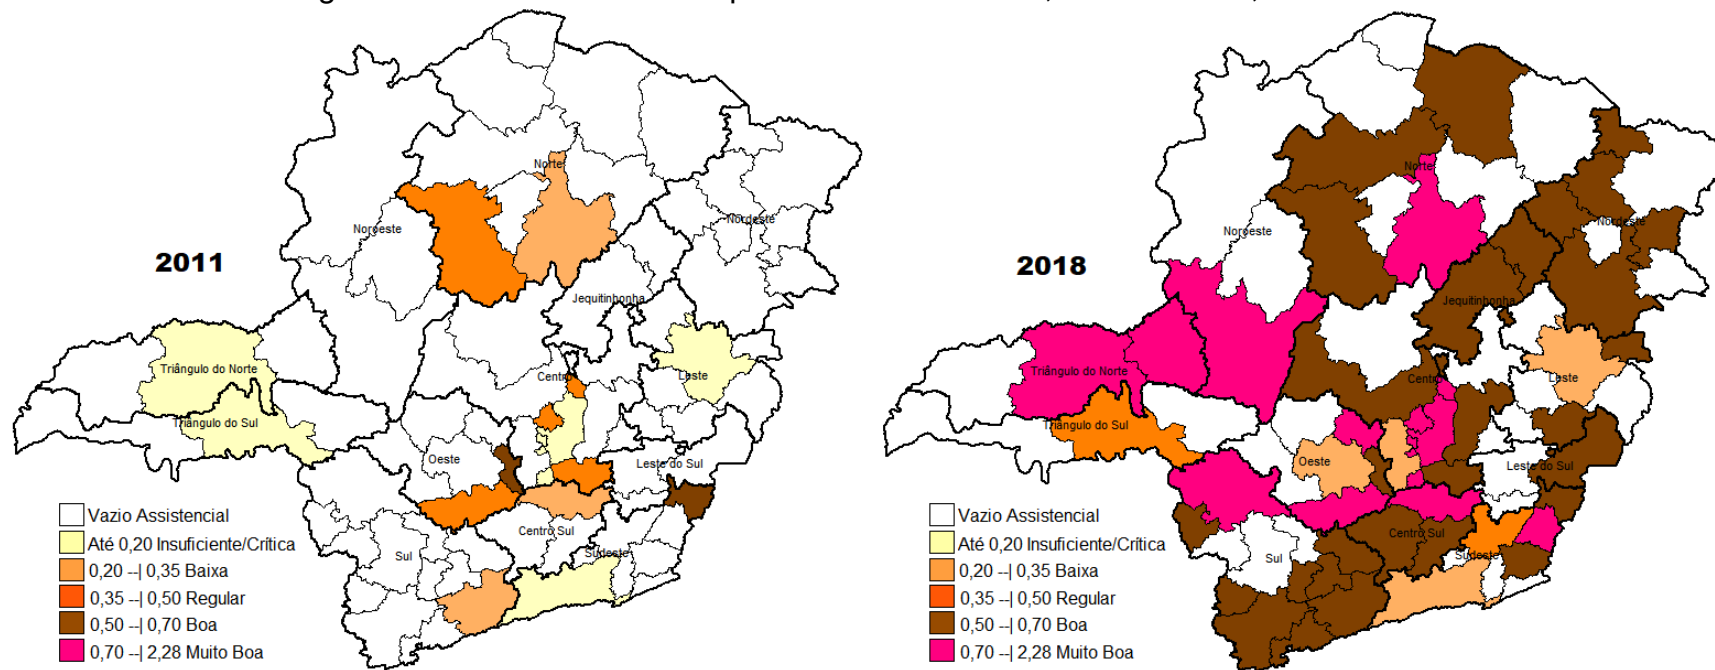 2011
Norte
Noroeste
Nordeste
Jequitinhonha
Triângulo do Norte
Centro
Leste
Triângulo do Sul
Oeste
Leste do Sul
Centro Sul
Sudeste
Sul
Vazio Assistencial
Até 0,20 Insuficiente/Crítica
0,20 --| 0,35 Baixa
0,35 --| 0,50 Regular
0,50 --| 0,70 Boa
0,70 --| 2,28 Muito Boa
2018
Norte
Noroeste
Nordeste
Jequitinhonha
Triângulo do Norte
Centro
Leste
Triângulo do Sul
Oeste
Leste do Sul
Centro Sul
Sudeste
Sul
Vazio Assistencial
Até 0,20 Insuficiente/Crítica
0,20 --| 0,35 Baixa
0,35 --| 0,50 Regular
0,50 --| 0,70 Boa
0,70 --| 2,28 Muito Boa